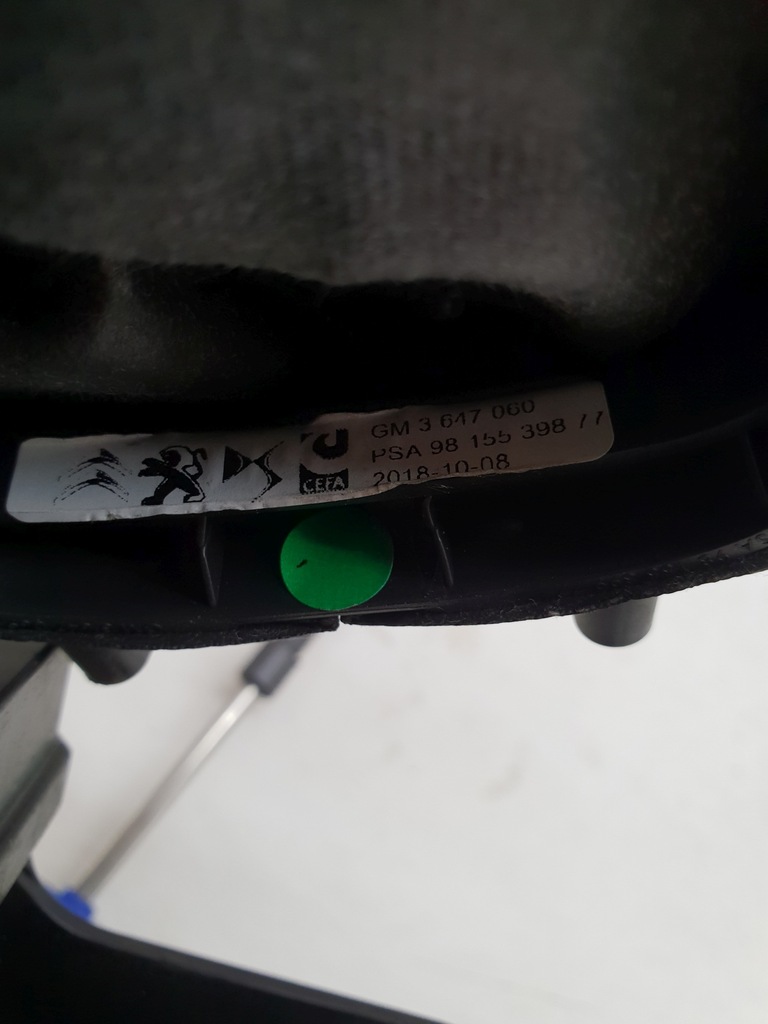 GM 3 647 060
PSA 98 155 398 77
2018-10-08
CEFA